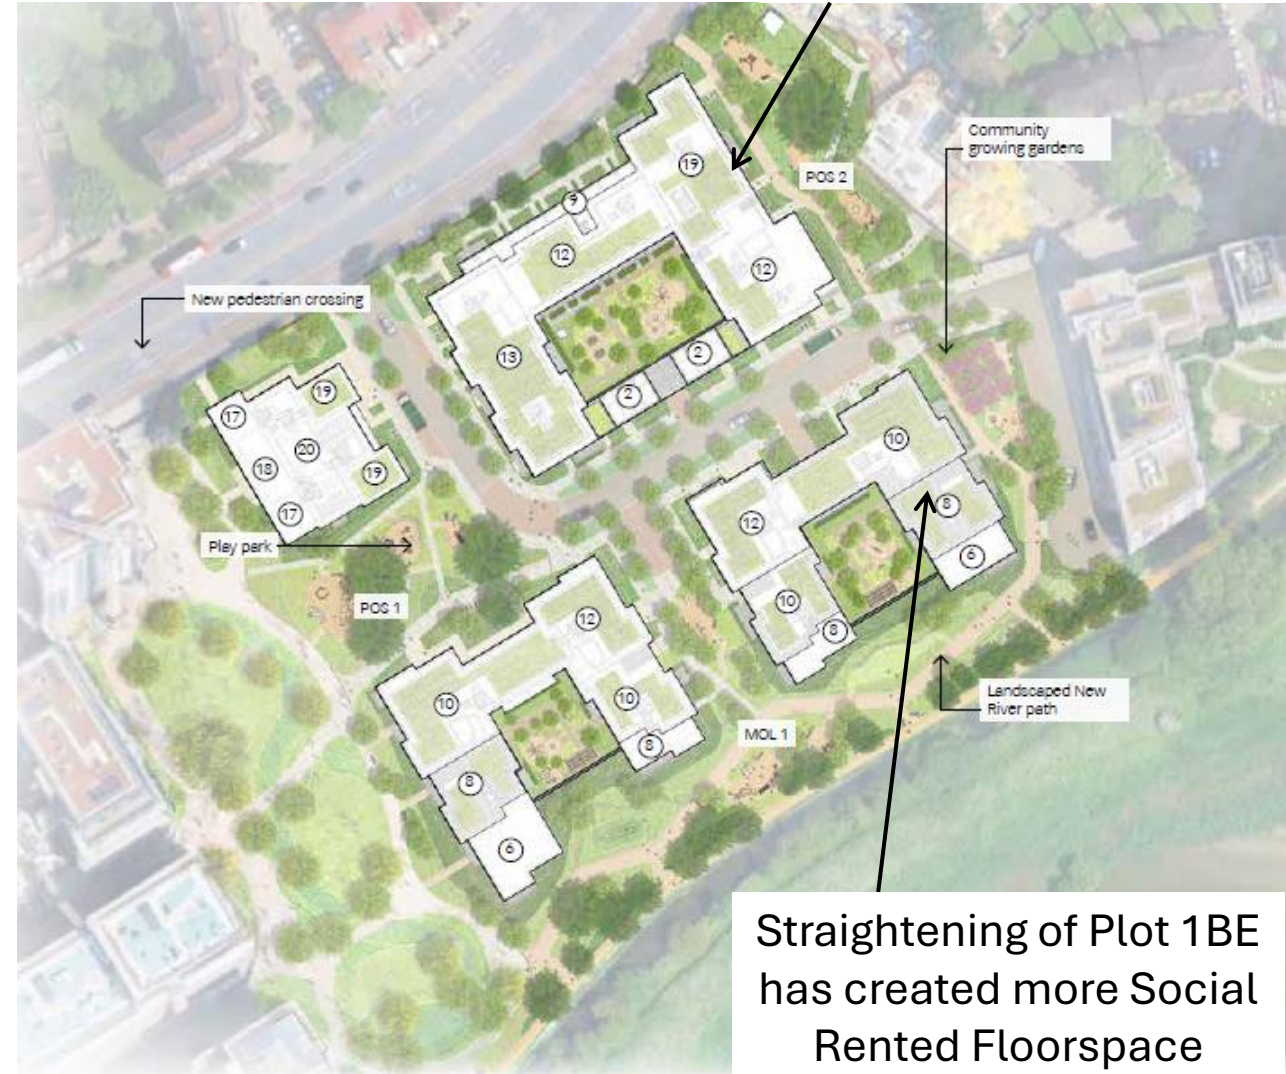 Community
growing gardens
19
POS 2
9
12
12
New pedestrian crossing
13
2
2
19
17
20
18
19
17
10
8
12
6
Play park
POS 1
10
8
12
10
10
8
Landscaped New
River path
MOL 1
8
6
Straightening of Plot 1BE
has created more Social
Rented Floorspace